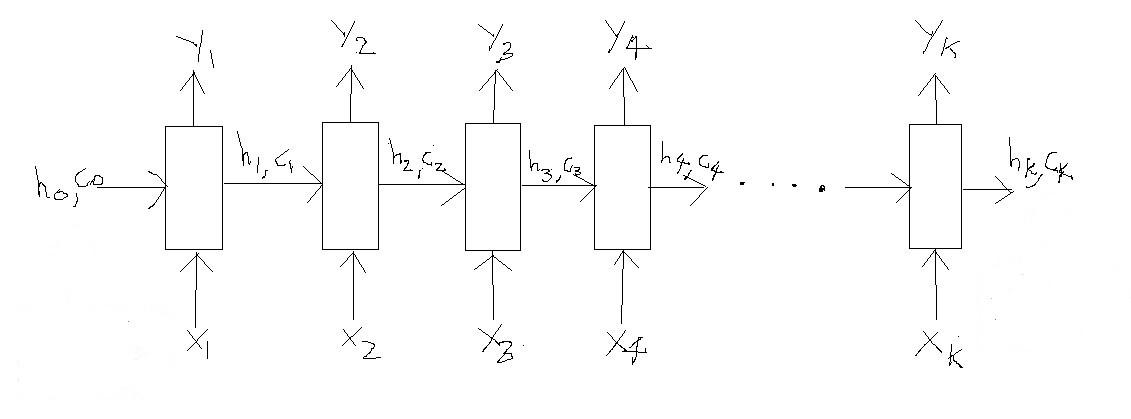 Y1 Y2 Y3 Y4 YK
h0,C0 h1,C1 h2,C2 h3,C3 h4,C4 . . . . hK,CK
X1 X2 X3 X4 XK